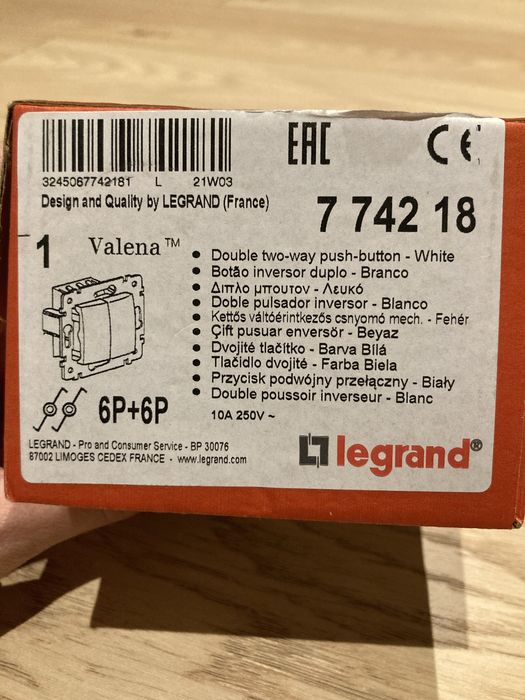 EAC CE
3245067742181 L 21W03
Design and Quality by LEGRAND (France)
7 742 18
1 Valena™
Double two-way push-button - White
Botão inversor duplo - Branco
Διπλο μπουτον - Λευκό
Doble pulsador inversor - Blanco
Kettős váltóérintkezős csnyomó mech. - Fehér
Çift pusuar enversör - Beyaz
Dvojité tlačítko - Barva Bílá
Tlačidlo dvojité - Farba Biela
Przycisk podwójny przełączny - Biały
Double poussoir inverseur - Blanc
6P+6P
10A 250V ~
LEGRAND - Pro and Consumer Service - BP 30076
87002 LIMOGES CEDEX FRANCE - www.legrand.com
legrand®